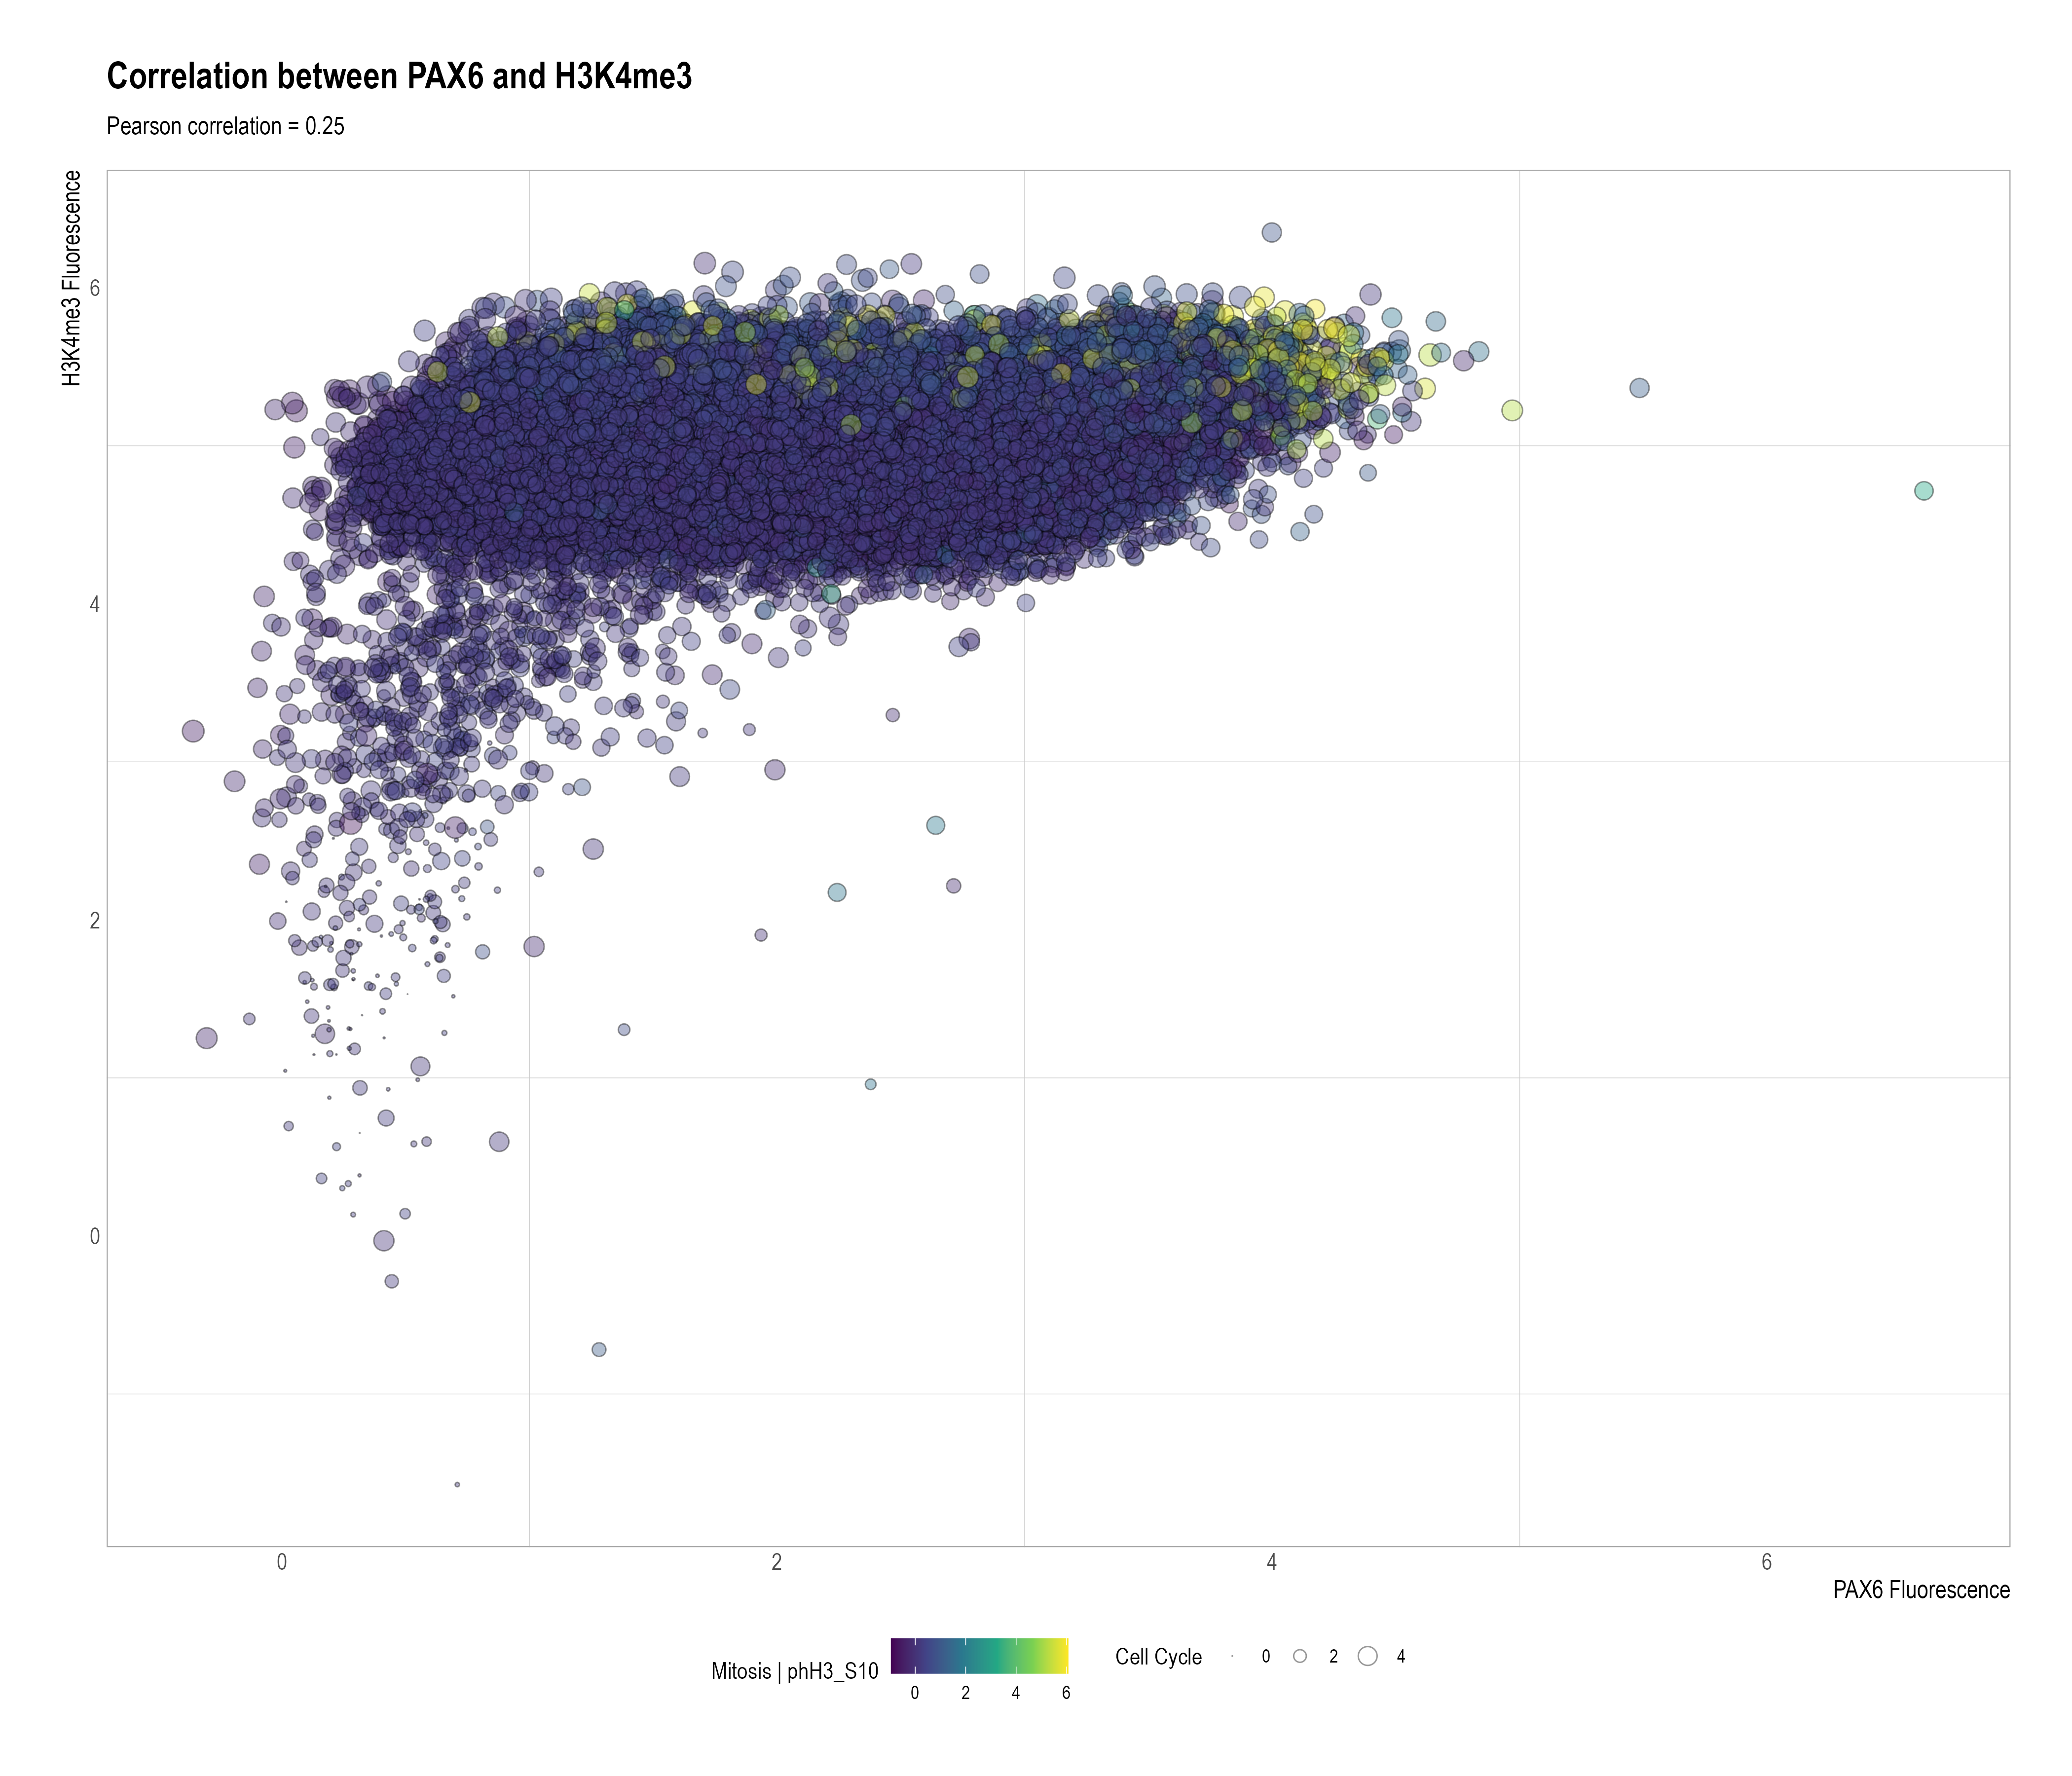 Correlation between PAX6 and H3K4me3
Pearson correlation = 0.25
H3K4me3 Fluorescence
6
4
2
0
0 2 4 6
PAX6 Fluorescence
Mitosis | phH3_S10
0 2 4 6
Cell Cycle 0 2 4